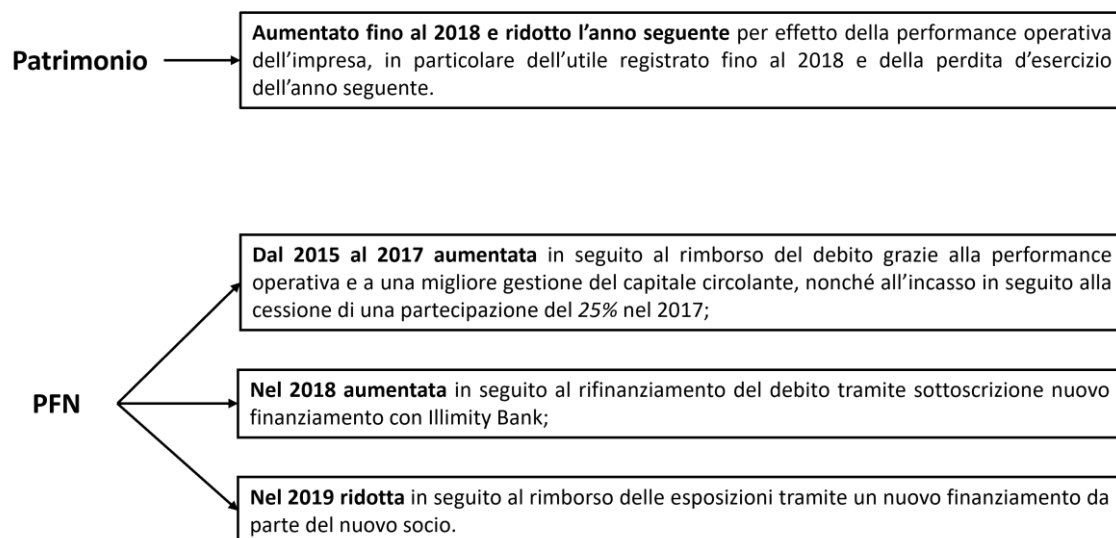 Patrimonio
Aumentato fino al 2018 e ridotto l’anno seguente per effetto della performance operativa
dell’impresa, in particolare dell’utile registrato fino al 2018 e della perdita d’esercizio
dell’anno seguente.
PFN
Dal 2015 al 2017 aumentata in seguito al rimborso del debito grazie alla performance
operativa e a una migliore gestione del capitale circolante, nonché all’incasso in seguito alla
cessione di una partecipazione del 25% nel 2017;
Nel 2018 aumentata in seguito al rifinanziamento del debito tramite sottoscrizione nuovo
finanziamento con Illimity Bank;
Nel 2019 ridotta in seguito al rimborso delle esposizioni tramite un nuovo finanziamento da
parte del nuovo socio.